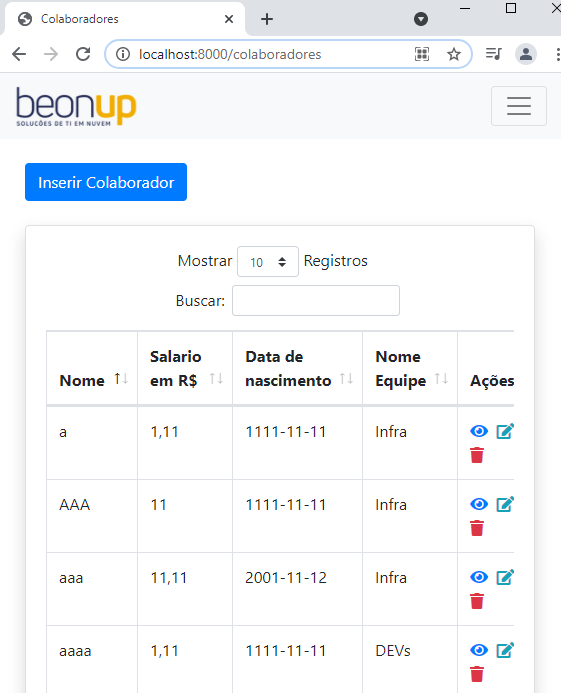 Colaboradores
localhost:8000/colaboradores
beonup
SOLUCÕES DE TI EM NUVEM
Inserir Colaborador
Mostrar 10 Registros
Buscar:
Nome Salario em R$ Data de nascimento Nome Equipe Ações
a 1,11 1111-11-11 Infra
AAA 11 1111-11-11 Infra
aaa 11,11 2001-11-12 Infra
aaaa 1,11 1111-11-11 DEVs